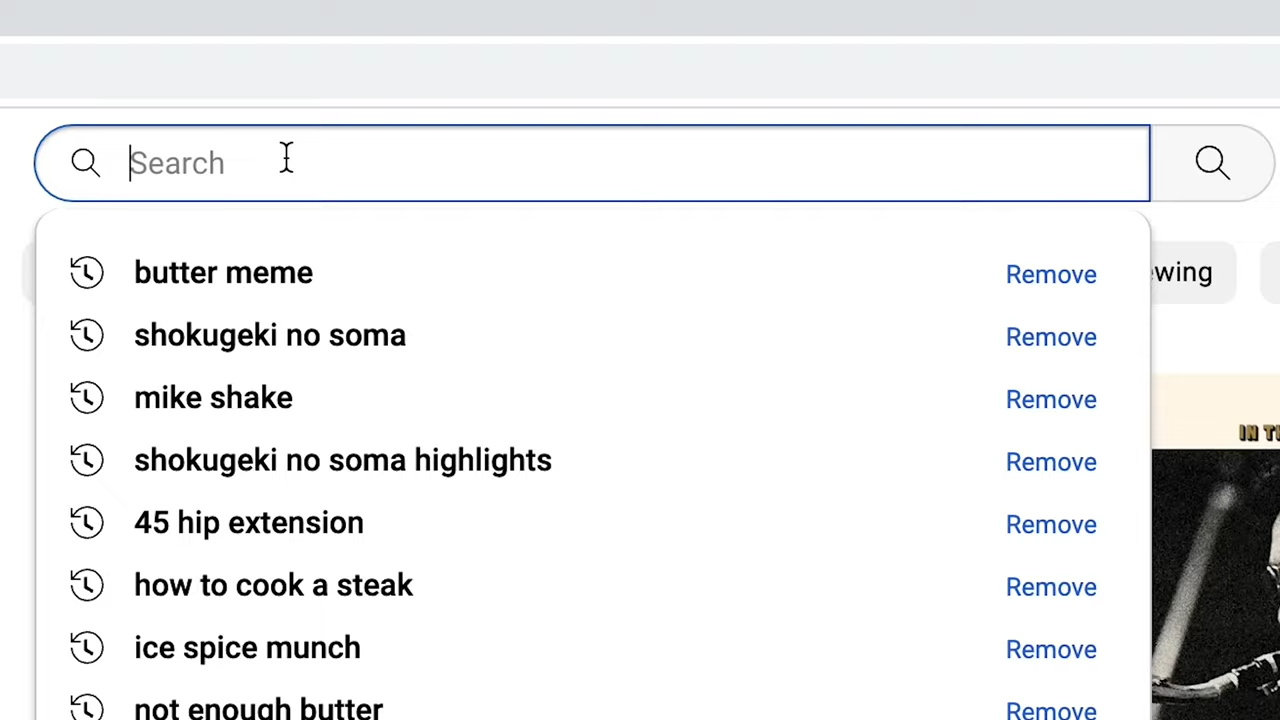 Search
butter meme Remove ewing
shokugeki no soma Remove
mike shake Remove
IN T
shokugeki no soma highlights Remove
45 hip extension Remove
how to cook a steak Remove
ice spice munch Remove
not enough butter Remove